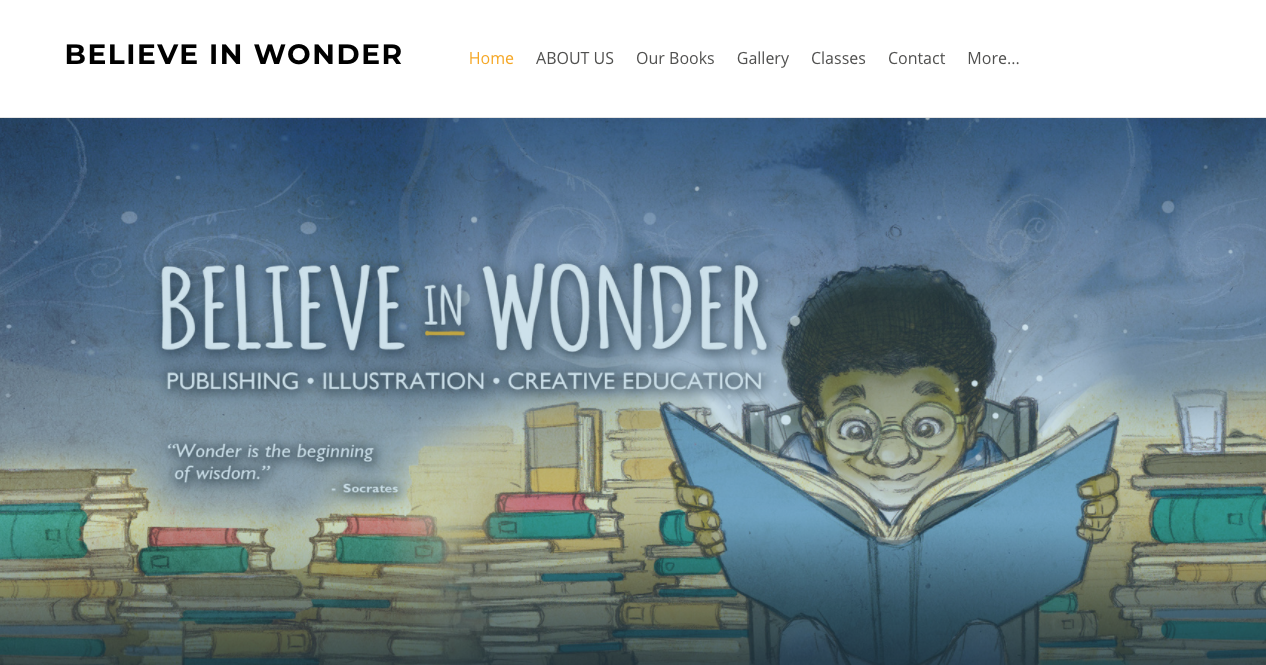 BELIEVE IN WONDER
Home ABOUT US Our Books Gallery Classes Contact More...
BELIEVE IN WONDER
PUBLISHING • ILLUSTRATION • CREATIVE EDUCATION
“Wonder is the beginning
of wisdom.”
- Socrates